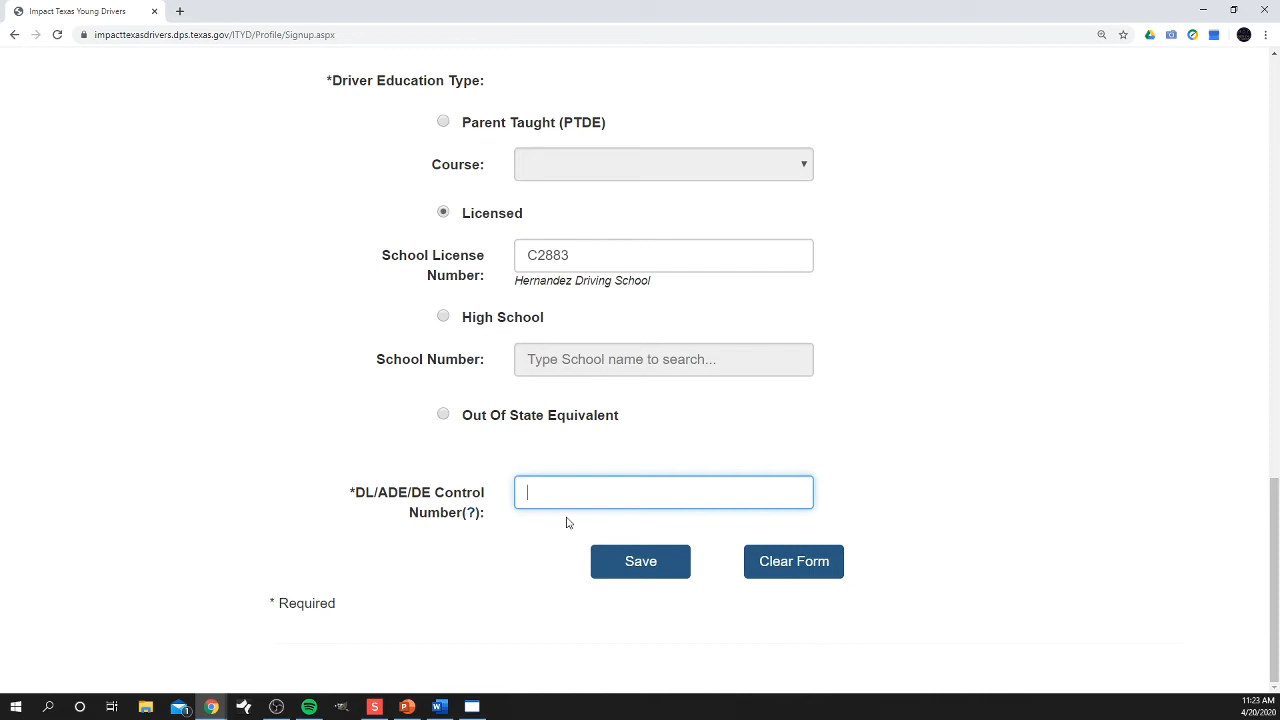 Impact Texas Young Drivers
impacttexasdrivers.dps.texas.gov/ITYD/Profile/Signup.aspx
*Driver Education Type:
Parent Taught (PTDE)
Course:
Licensed
School License
Number:
C2883
Hernandez Driving School
High School
School Number:
Type School name to search...
Out Of State Equivalent
*DL/ADE/DE Control
Number(?):
Save
Clear Form
* Required
11:23 AM
4/20/2020